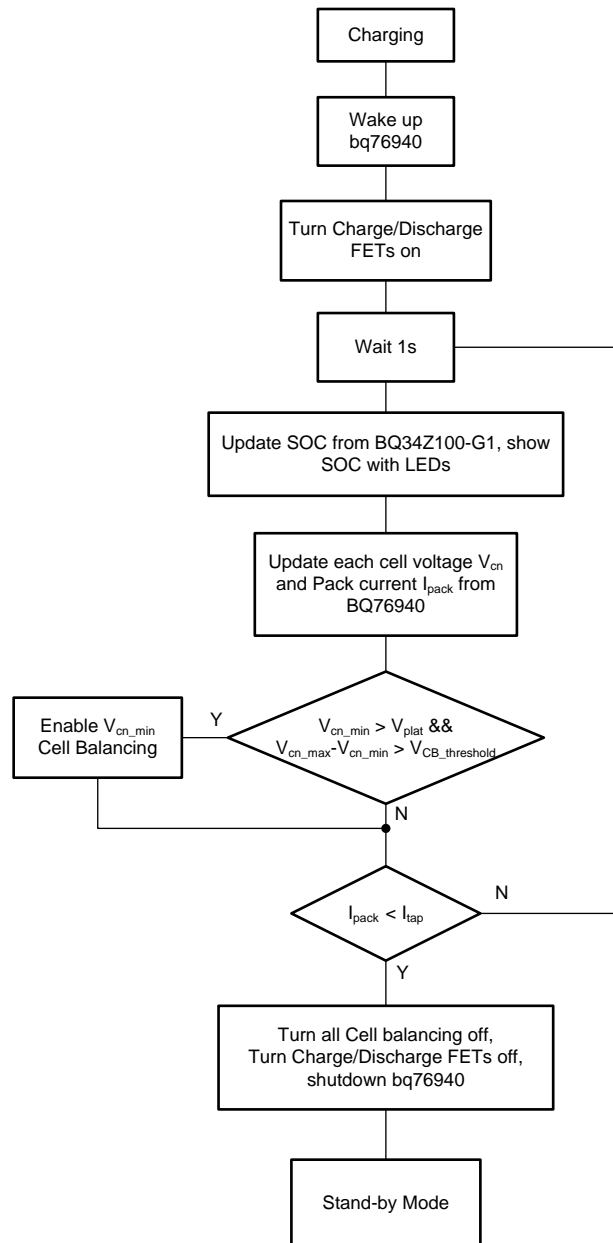 Charging
Wake up
bq76940
Turn Charge/Discharge
FETs on
Wait 1s
Update SOC from BQ34Z100-G1, show
SOC with LEDs
Update each cell voltage Vcn
and Pack current Ipack from
BQ76940
Enable Vcn_min
Cell Balancing
Y
Vcn_min > Vplat &&
Vcn_max-Vcn_min > VCB_threshold
N
Ipack < Itap
N
Y
Turn all Cell balancing off,
Turn Charge/Discharge FETs off,
shutdown bq76940
Stand-by Mode